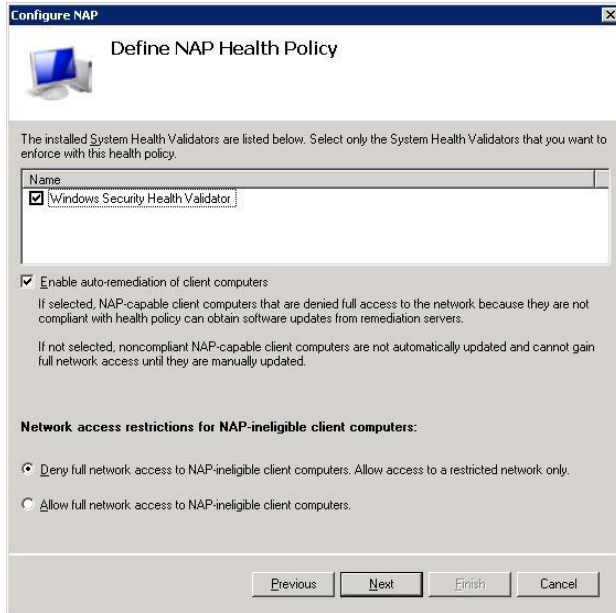 Configure NAP
Define NAP Health Policy
The installed System Health Validators are listed below. Select only the System Health Validators that you want to
enforce with this health policy.
Name
Windows Security Health Validator
Enable auto-remediation of client computers
If selected, NAP-capable client computers that are denied full access to the network because they are not
compliant with health policy can obtain software updates from remediation servers.
If not selected, noncompliant NAP-capable client computers are not automatically updated and cannot gain
full network access until they are manually updated.
Network access restrictions for NAP-ineligible client computers:
Deny full network access to NAP-ineligible client computers. Allow access to a restricted network only.
Allow full network access to NAP-ineligible client computers.
Previous Next Finish Cancel